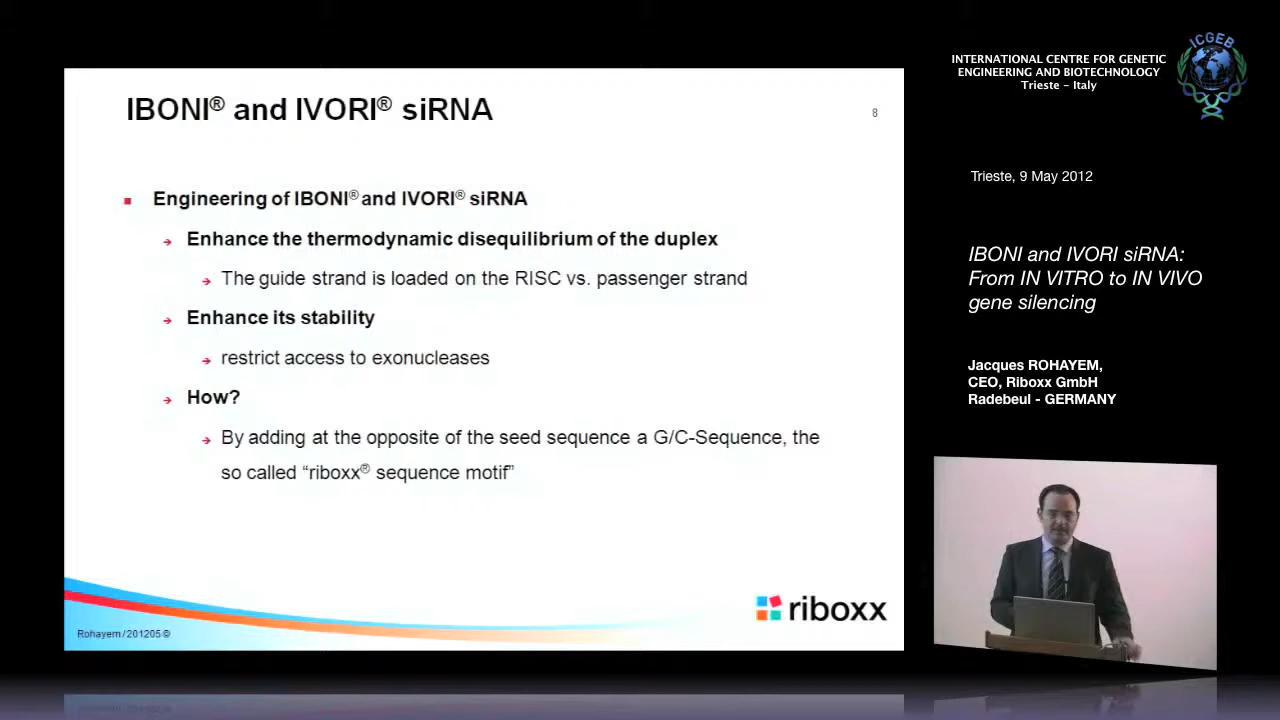 IBONI® and IVORI® siRNA
8
Engineering of IBONI® and IVORI® siRNA
Enhance the thermodynamic disequilibrium of the duplex
The guide strand is loaded on the RISC vs. passenger strand
Enhance its stability
restrict access to exonucleases
How?
By adding at the opposite of the seed sequence a G/C-Sequence, the
so called “riboxx® sequence motif”
Rohayem / 201205 ©
riboxx
INTERNATIONAL CENTRE FOR GENETIC
ENGINEERING AND BIOTECHNOLOGY
Trieste – Italy
ICGEB
Trieste, 9 May 2012
IBONI and IVORI siRNA:
From IN VITRO to IN VIVO
gene silencing
Jacques ROHAYEM,
CEO, Riboxx GmbH
Radebeul - GERMANY